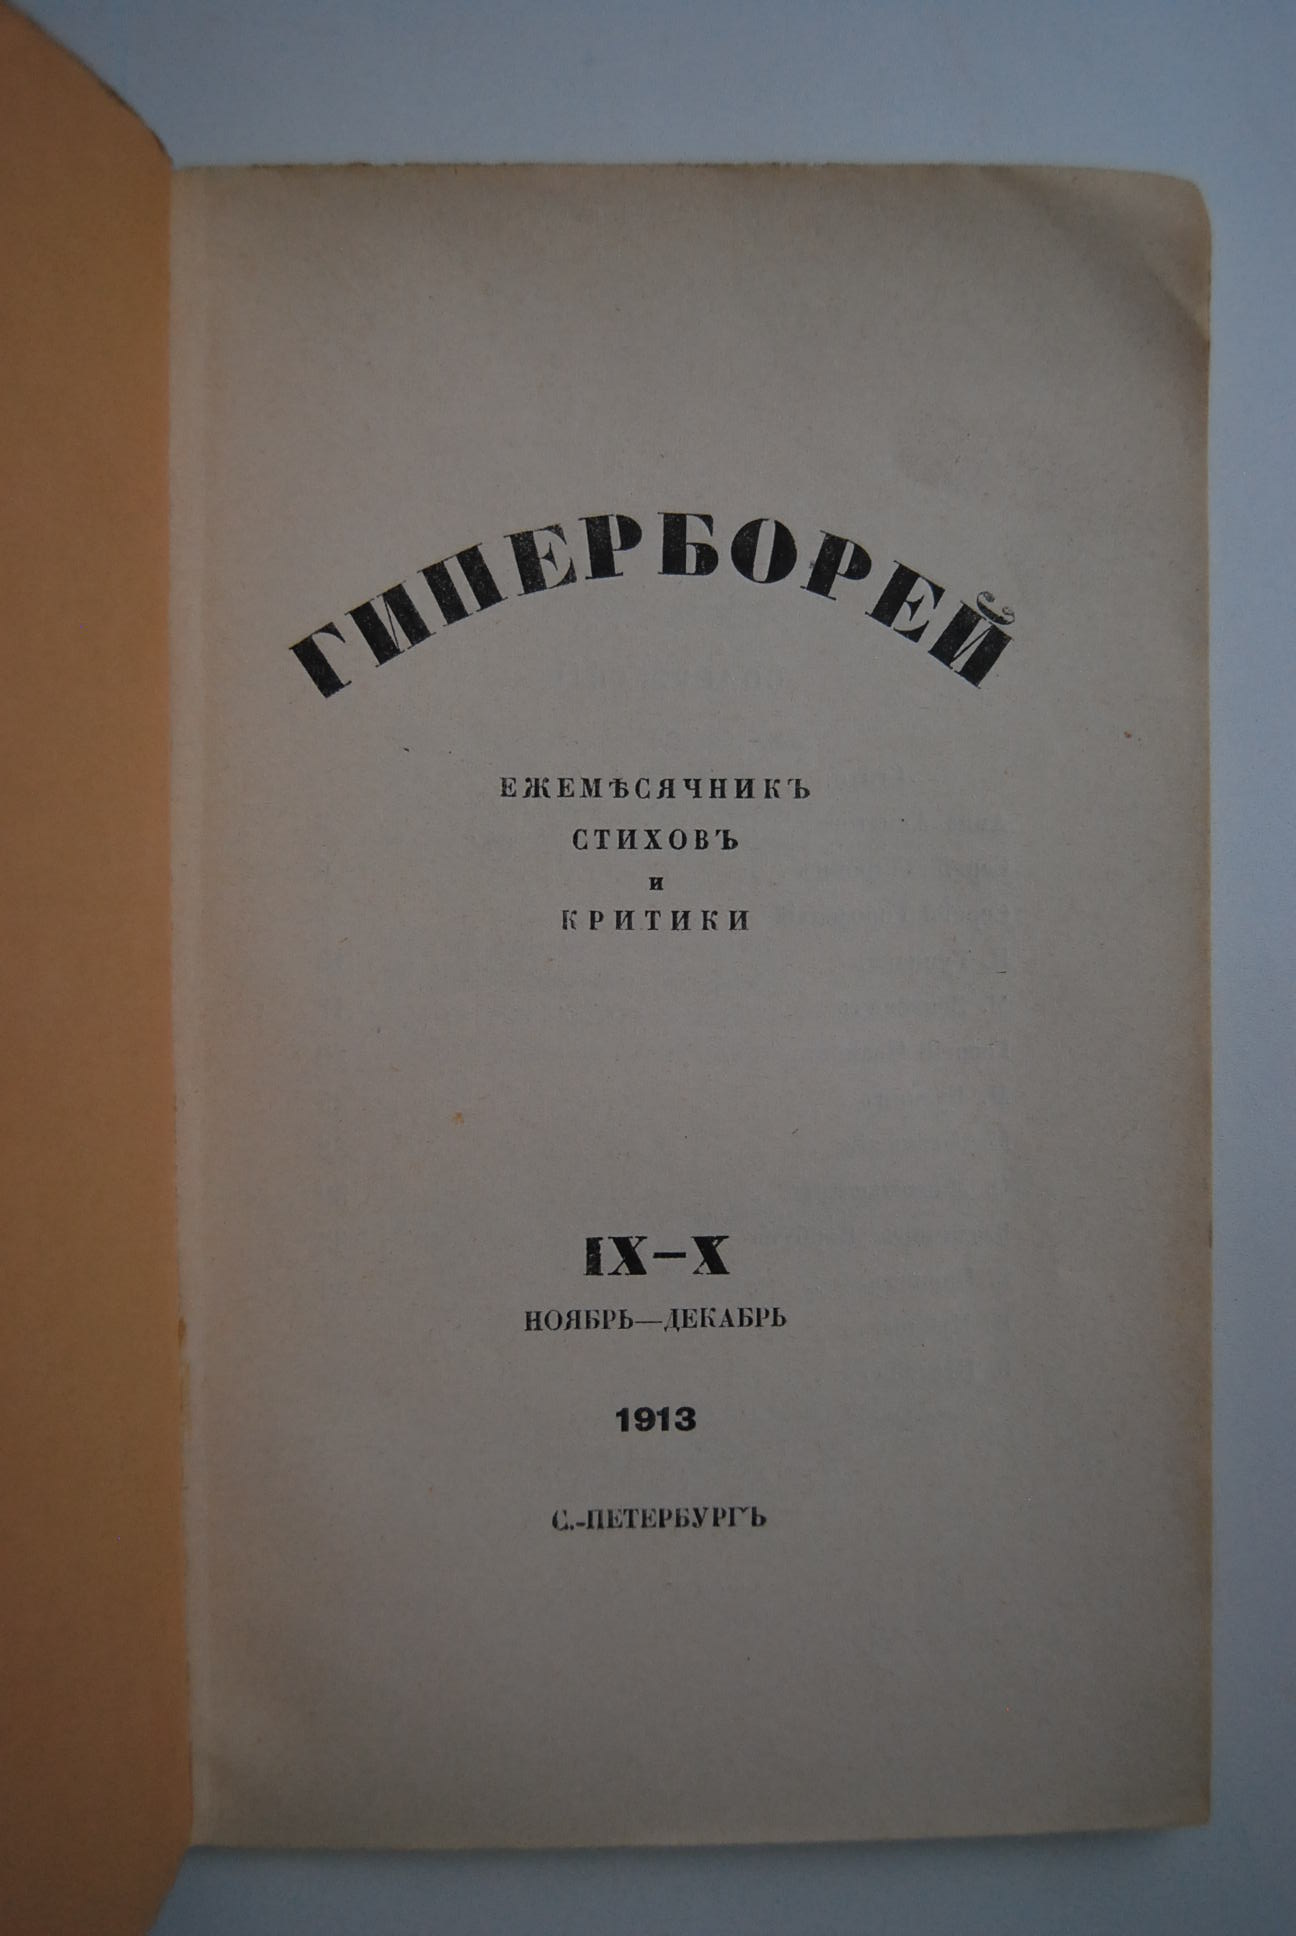 ГИПЕРБОРЕЙ
ЕЖЕМѢСЯЧНИКЪ
СТИХОВЪ
и
КРИТИКИ
IX—X
НОЯБРЬ—ДЕКАБРЬ
1913
С.-ПЕТЕРБУРГЪ